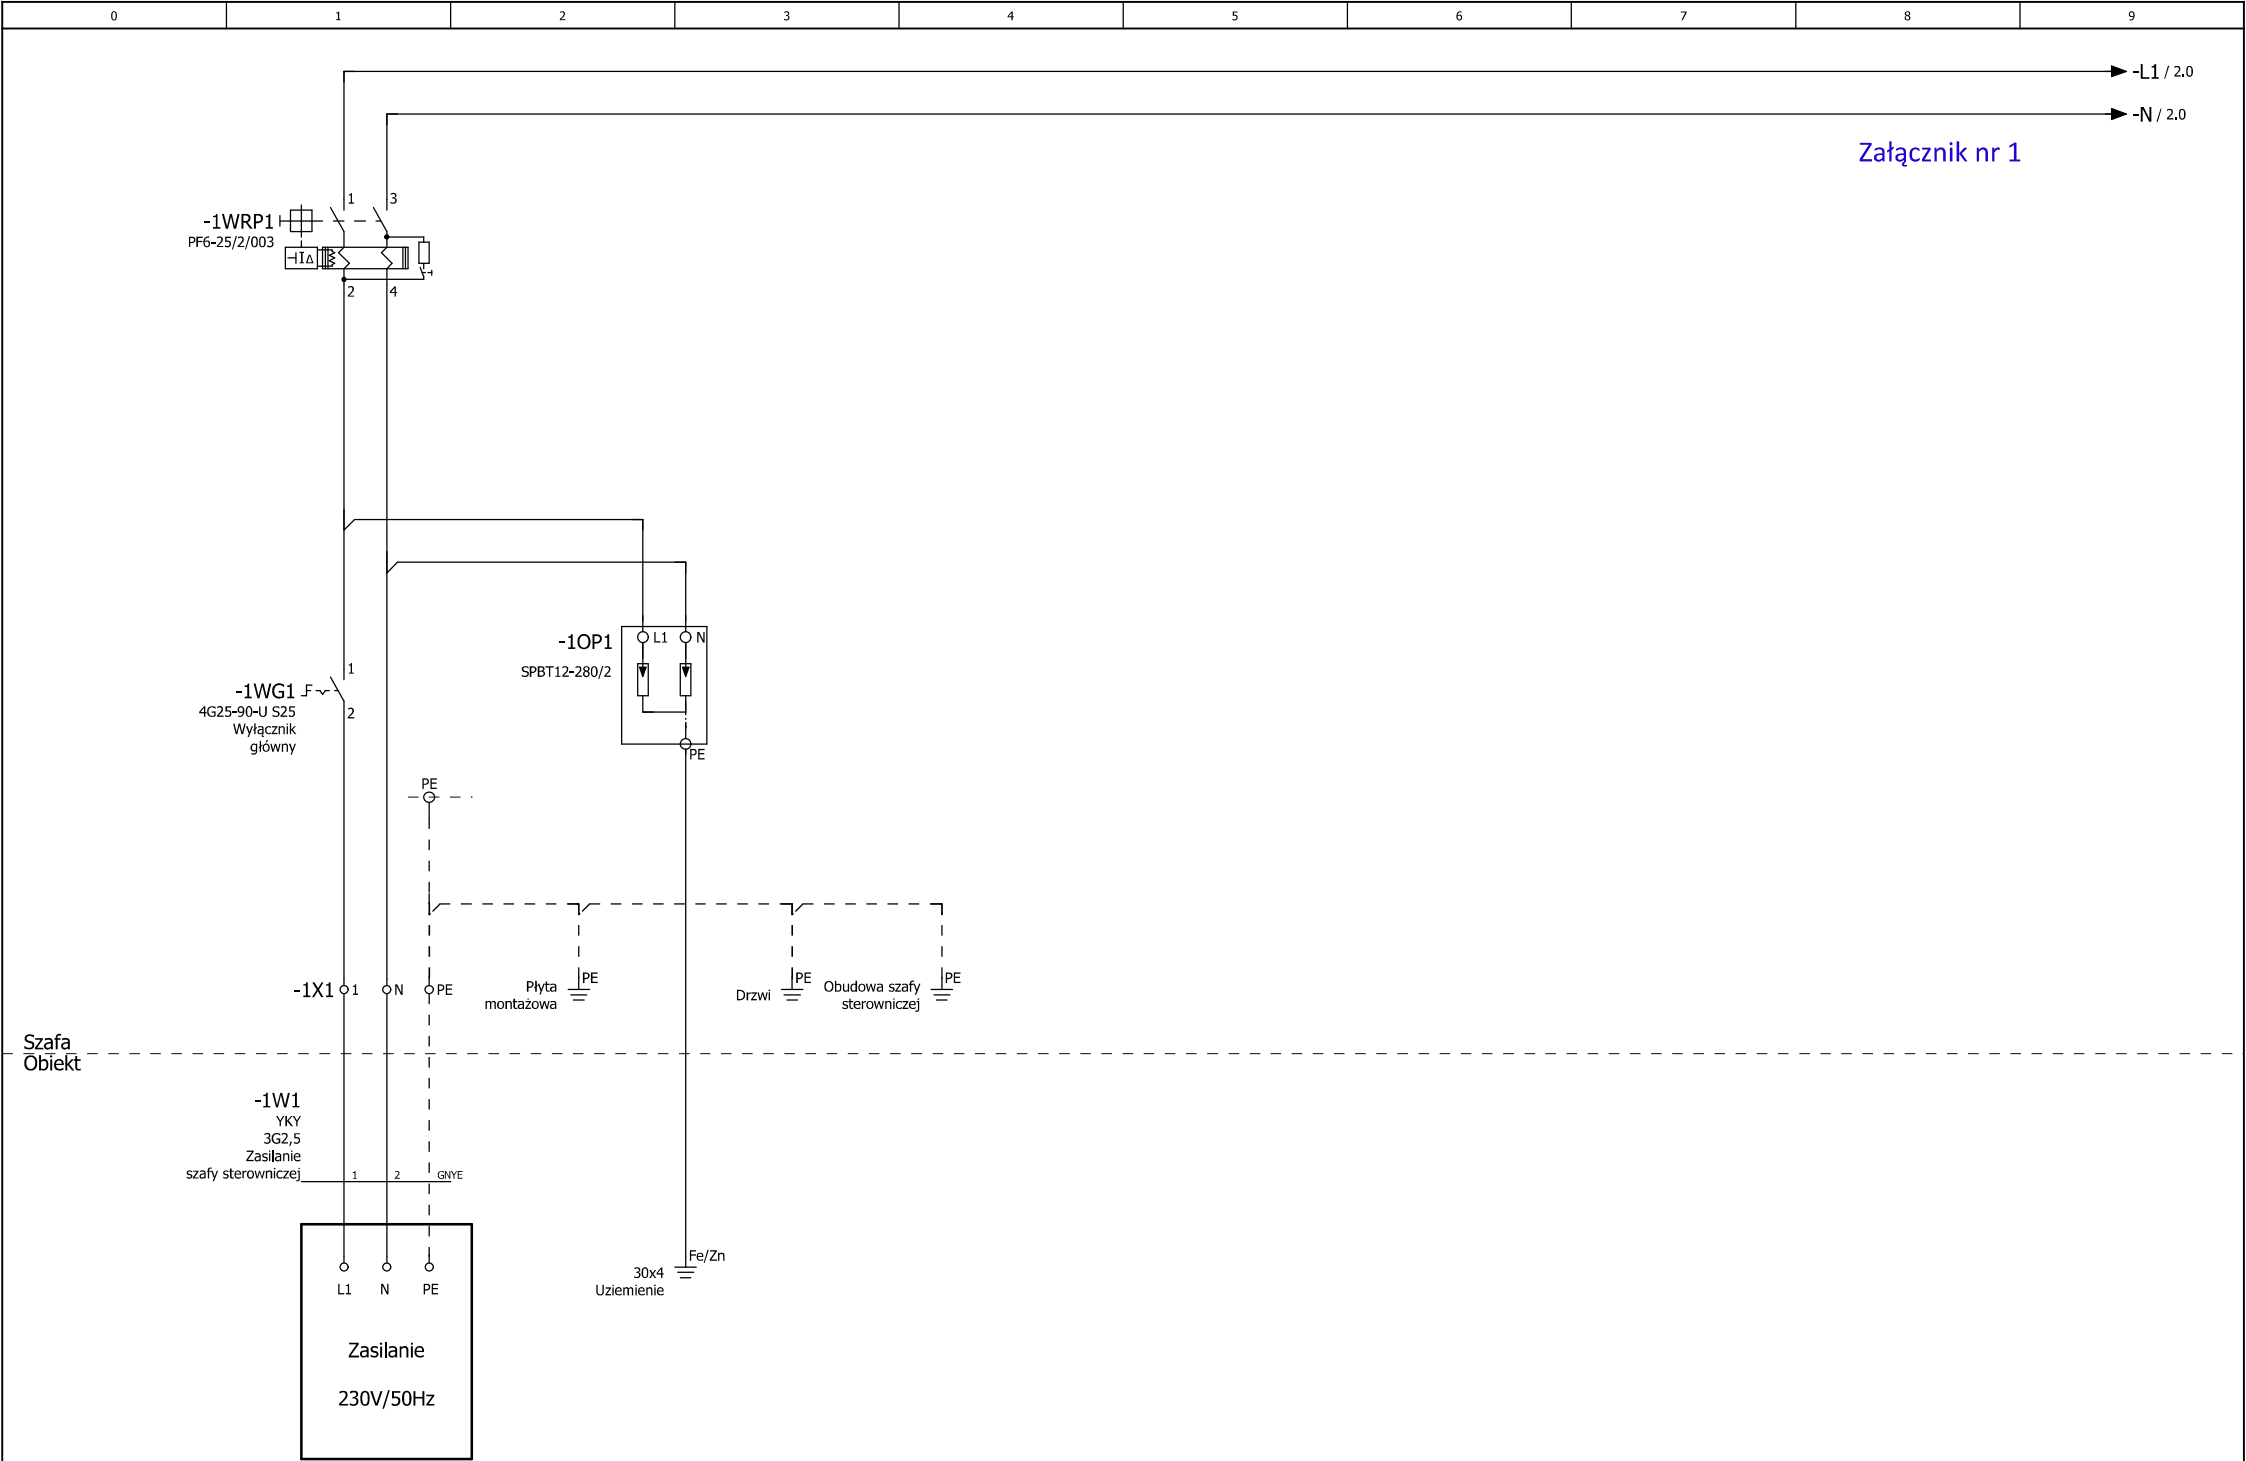 0 1 2 3 4 5 6 7 8 9
-L1 / 2.0
-N / 2.0
Załącznik nr 1
1 3
-1WRP1
PF6-25/2/003
I∆
2 4
-1OP1
SPBT12-280/2
L1 N
PE
1
-1WG1
4G25-90-U S25
Wyłącznik
główny
2
PE
-1X1 1 N PE
Płyta
montażowa
PE
Drzwi
PE
Obudowa szafy
sterowniczej
PE
Szafa
Obiekt
-1W1
YKY
3G2,5
Zasilanie
szafy sterowniczej
1 2 GNYE
L1 N PE
Zasilanie
230V/50Hz
Fe/Zn
30x4
Uziemienie